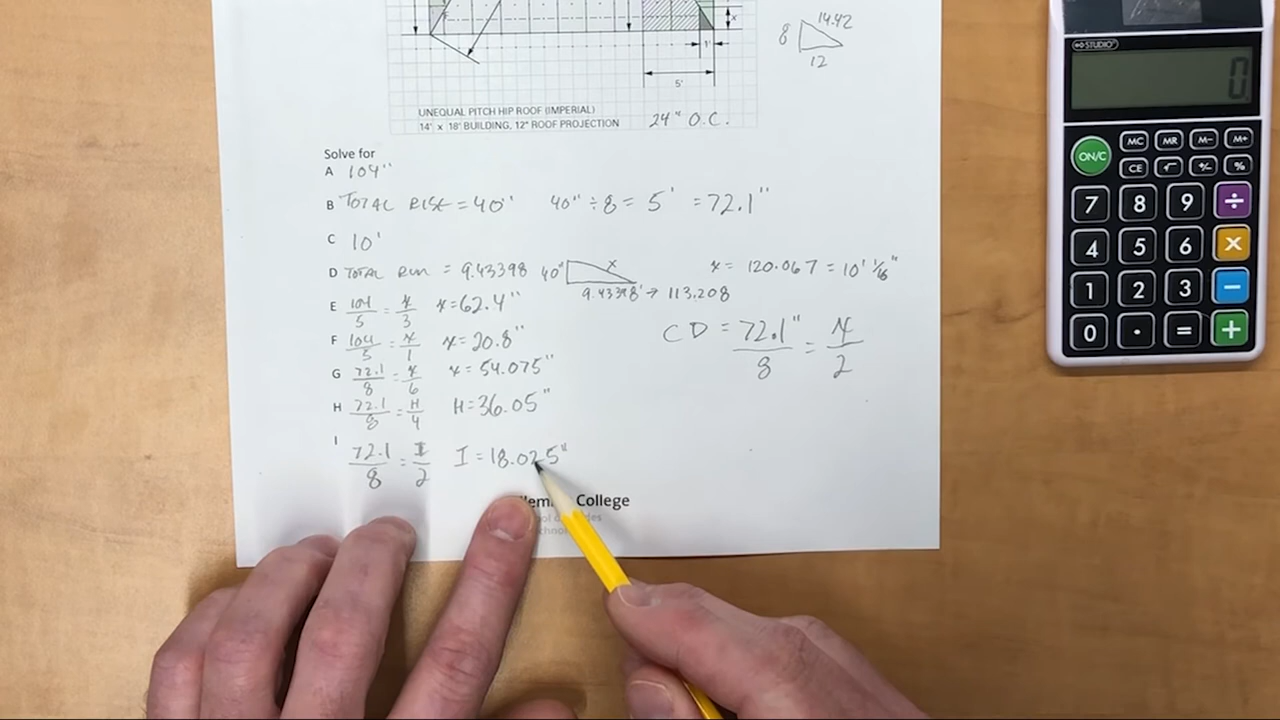 x
8 14.42
12
1'
5'
UNEQUAL PITCH HIP ROOF (IMPERIAL)
14' x 18' BUILDING, 12" ROOF PROJECTION 24" O.C.
Solve for
A 104"
B TOTAL RISE = 40" 40" ÷ 8 = 5' = 72.1"
C 10'
D TOTAL RUN = 9.43398 40" x x = 120.067 = 10' 1/16"
9.43398' → 113.208
E 104/5 = x/3 x = 62.4"
F 104/5 = x/1 x = 20.8"
G 72.1/8 = x/6 x = 54.075"
H 72.1/8 = H/4 H = 36.05"
I 72.1/8 = I/2 I = 18.025"
CD = 72.1"/8 = x/2
College
STUDIO
0
ON/C MC MR M- M+
CE √ +/- %
7 8 9 ÷
4 5 6 x
1 2 3 −
0 . = +